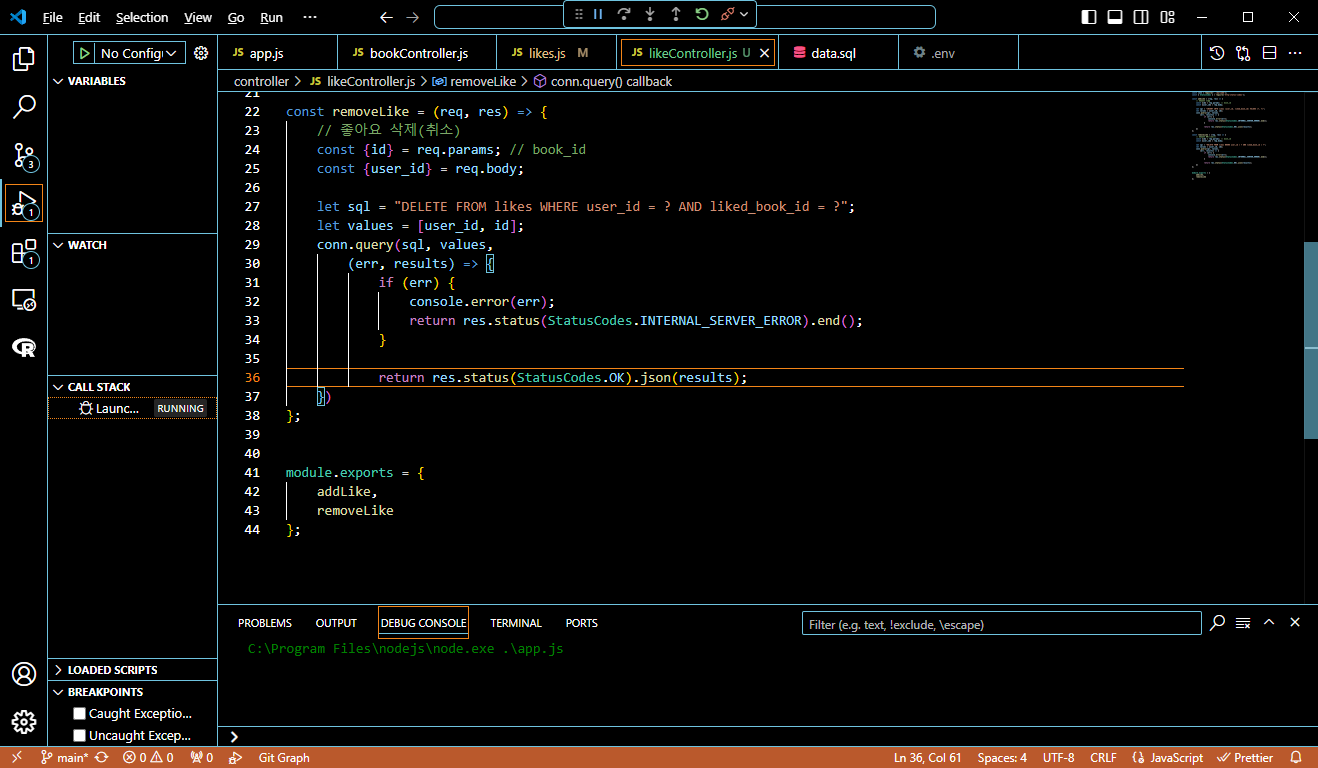 File Edit Selection View Go Run ···
No Config
JS app.js
JS bookController.js
JS likes.js M
JS likeController.js U
data.sql
.env
controller > JS likeController.js > removeLike > conn.query() callback
VARIABLES
WATCH
CALL STACK
Launc... RUNNING
LOADED SCRIPTS
BREAKPOINTS
Caught Exceptio...
Uncaught Excep...
3
1
1
21
22 const removeLike = (req, res) => {
23 // 좋아요 삭제(취소)
24 const {id} = req.params; // book_id
25 const {user_id} = req.body;
26
27 let sql = "DELETE FROM likes WHERE user_id = ? AND liked_book_id = ?";
28 let values = [user_id, id];
29 conn.query(sql, values,
30 (err, results) => {
31 if (err) {
32 console.error(err);
33 return res.status(StatusCodes.INTERNAL_SERVER_ERROR).end();
34 }
35
36 return res.status(StatusCodes.OK).json(results);
37 })
38 };
39
40
41 module.exports = {
42 addLike,
43 removeLike
44 };
PROBLEMS OUTPUT DEBUG CONSOLE TERMINAL PORTS
Filter (e.g. text, !exclude, \escape)
C:\Program Files\nodejs\node.exe .\app.js
main* 0 0 0 Git Graph
Ln 36, Col 61 Spaces: 4 UTF-8 CRLF {} JavaScript Prettier